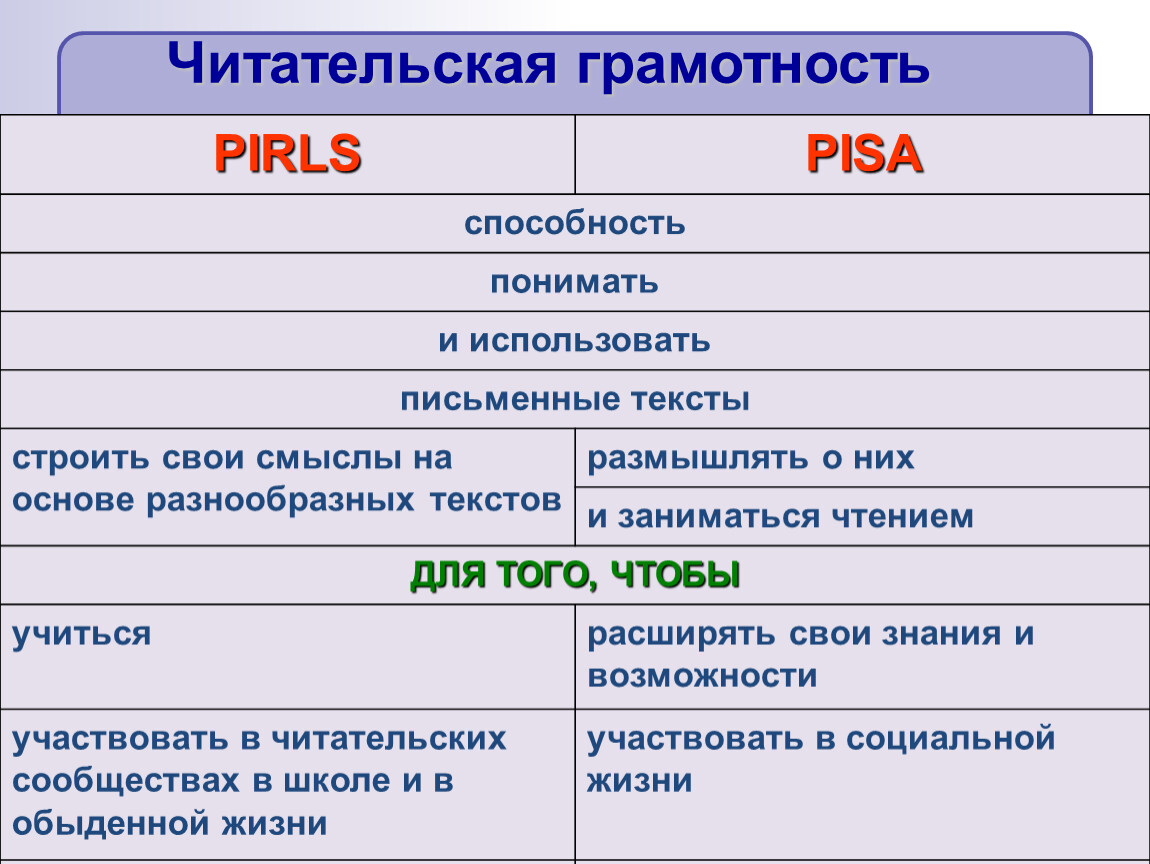 Читательская грамотность
PIRLS
PISA
способность
понимать
и использовать
письменные тексты
строить свои смыслы на
основе разнообразных текстов
размышлять о них
и заниматься чтением
ДЛЯ ТОГО, ЧТОБЫ
учиться
расширять свои знания и
возможности
участвовать в читательских
сообществах в школе и в
обыденной жизни
участвовать в социальной
жизни